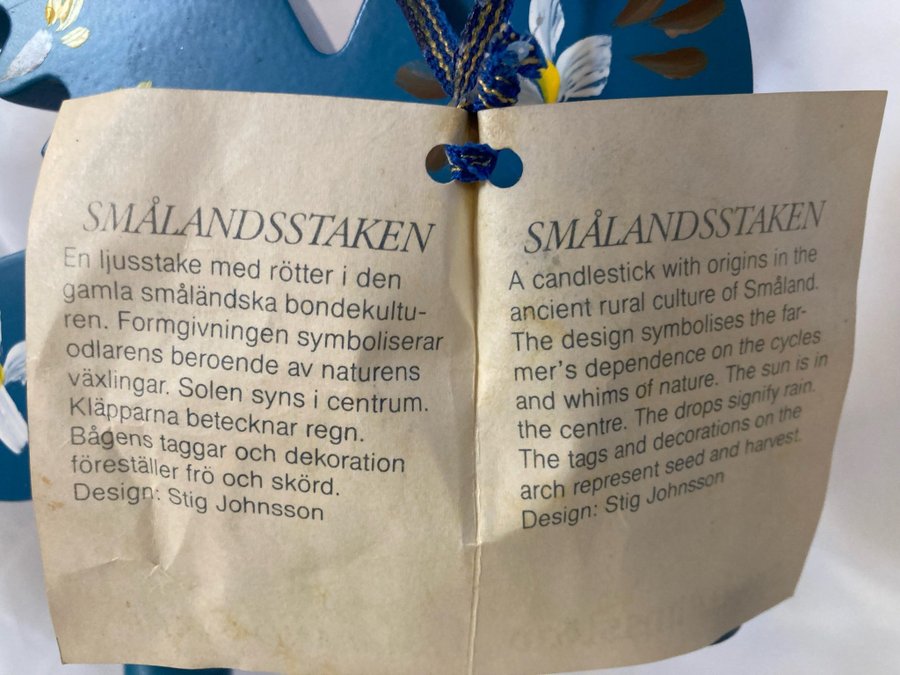 SMÅLANDSSTAKEN
En ljusstake med rötter i den
gamla småländska bondekultu-
ren. Formgivningen symboliserar
odlarens beroende av naturens
växlingar. Solen syns i centrum.
Kläpparna betecknar regn.
Bågens taggar och dekoration
föreställer frö och skörd.
Design: Stig Johnsson
SMÅLANDSSTAKEN
A candlestick with origins in the
ancient rural culture of Småland.
The design symbolises the far-
mer's dependence on the cycles
and whims of nature. The sun is in
the centre. The drops signify rain.
The tags and decorations on the
arch represent seed and harvest.
Design: Stig Johnsson